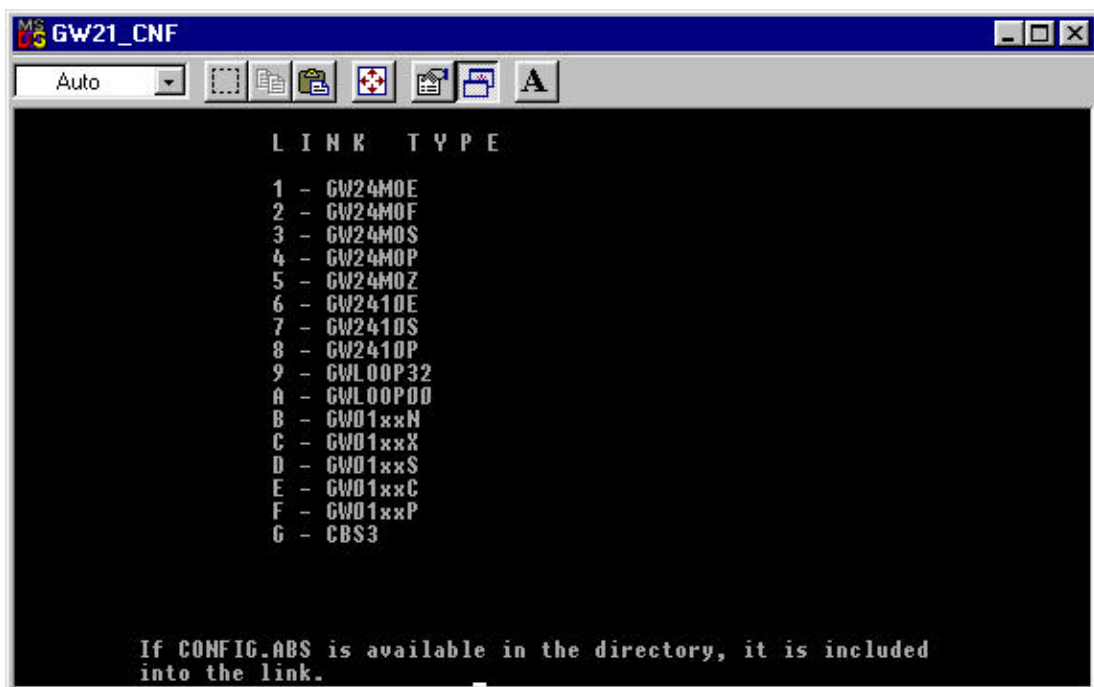 GW21_CNF
Auto
A
L I N K   T Y P E
1 - GW24M0E
2 - GW24M0F
3 - GW24M0S
4 - GW24M0P
5 - GW24M0Z
6 - GW2410E
7 - GW2410S
8 - GW2410P
9 - GWLOOP32
A - GWLOOP00
B - GW01xxN
C - GW01xxX
D - GW01xxS
E - GW01xxC
F - GW01xxP
G - CBS3
If CONFIG.ABS is available in the directory, it is included
into the link.